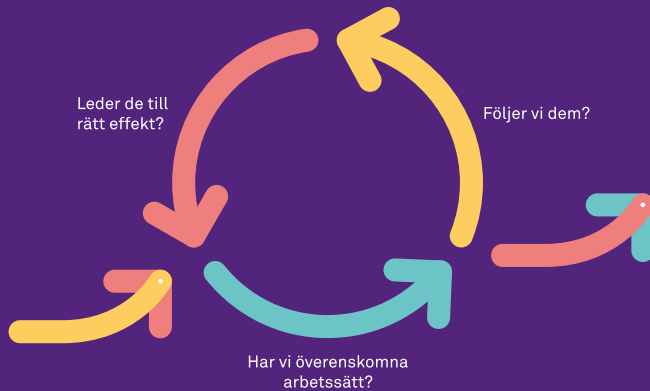 Leder de till
rätt effekt?
Följer vi dem?
Har vi överenskomna
arbetssätt?